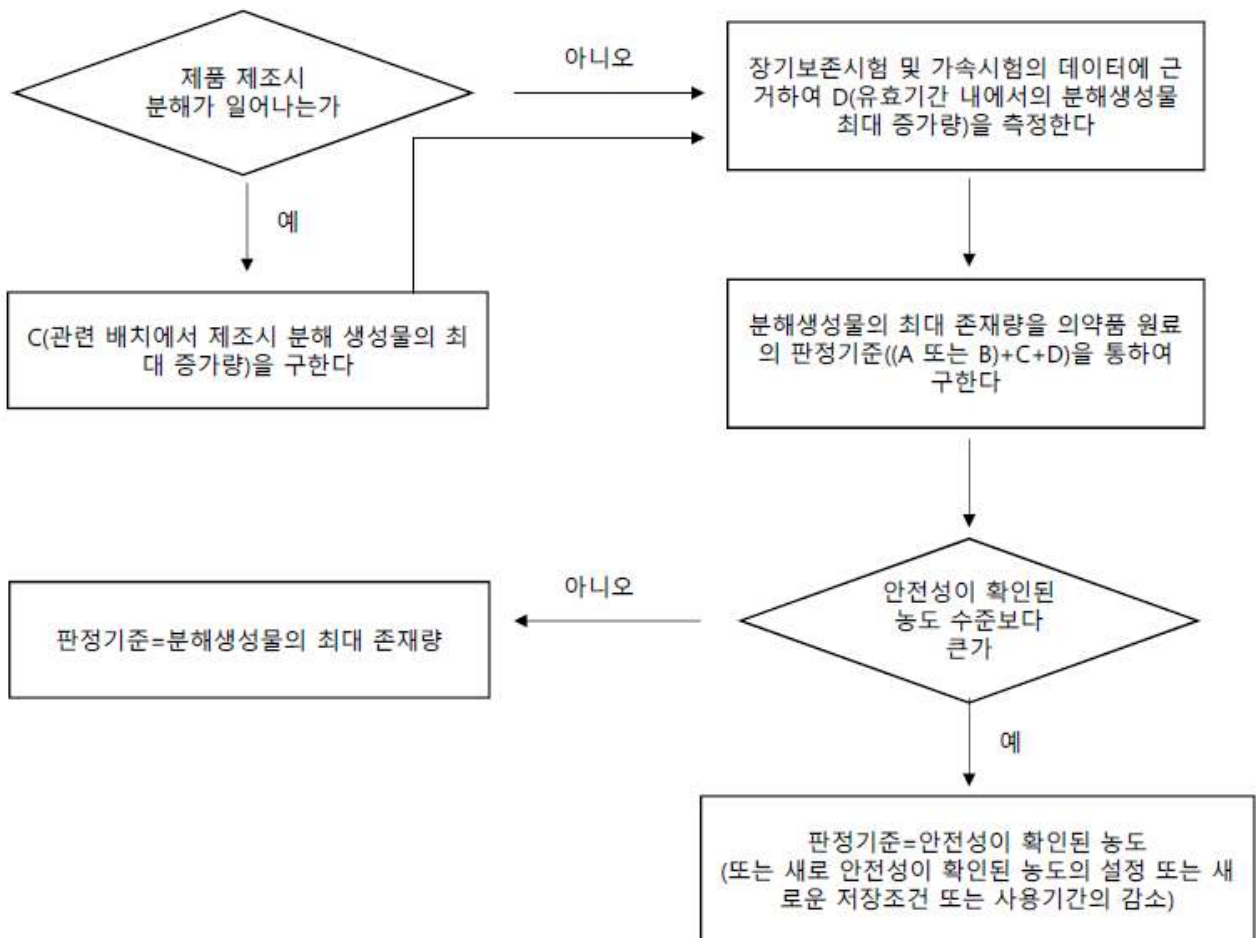 제품 제조시
분해가 일어나는가
아니오
장기보존시험 및 가속시험의 데이터에 근
거하여 D(유효기간 내에서의 분해생성물
최대 증가량)을 측정한다
예
C(관련 배치에서 제조시 분해 생성물의 최
대 증가량)을 구한다
분해생성물의 최대 존재량을 의약품 원료
의 판정기준((A 또는 B)+C+D)을 통하여
구한다
안전성이 확인된
농도 수준보다
큰가
아니오
판정기준=분해생성물의 최대 존재량
예
판정기준=안전성이 확인된 농도
(또는 새로 안전성이 확인된 농도의 설정 또는 새
로운 저장조건 또는 사용기간의 감소)